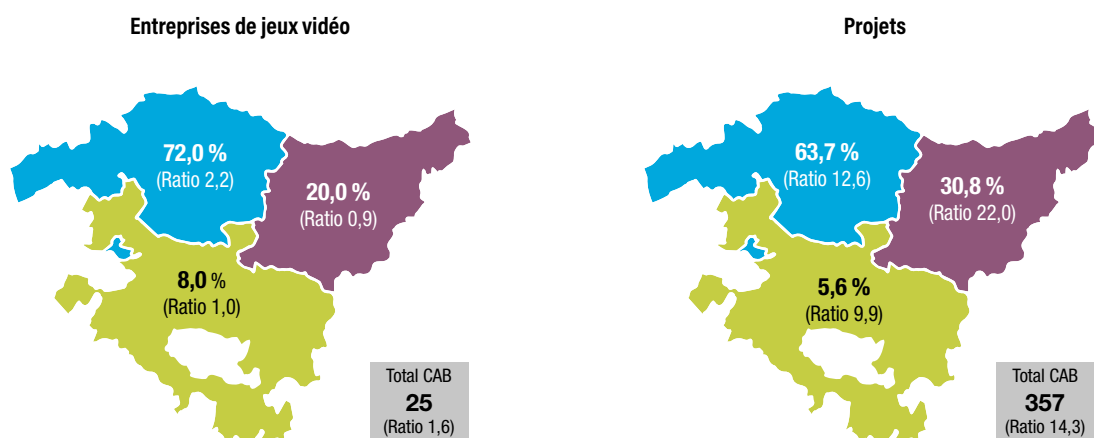 Entreprises de jeux vidéo
72,0 %
(Ratio 2,2)
20,0 %
(Ratio 0,9)
8,0 %
(Ratio 1,0)
Total CAB
25
(Ratio 1,6)
Projets
63,7 %
(Ratio 12,6)
30,8 %
(Ratio 22,0)
5,6 %
(Ratio 9,9)
Total CAB
357
(Ratio 14,3)